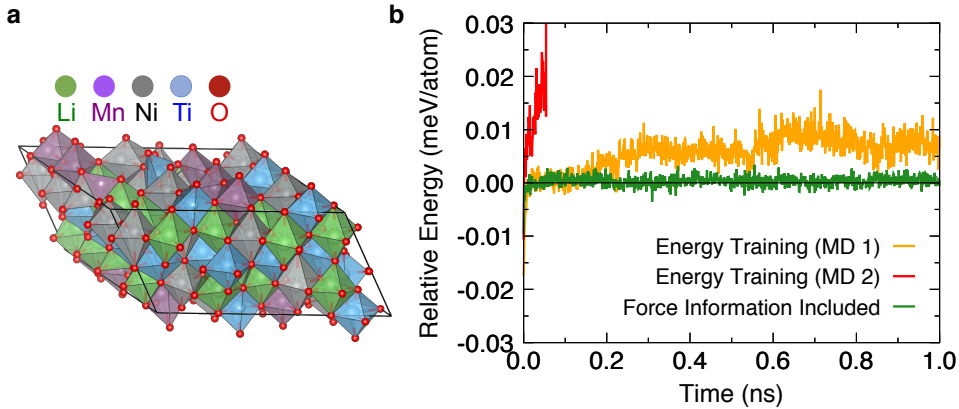 a
Li Mn Ni Ti O
b
Relative Energy (meV/atom)
0.03
0.02
0.01
0.00
-0.01
-0.02
-0.03
Energy Training (MD 1)
Energy Training (MD 2)
Force Information Included
0.0 0.2 0.4 0.6 0.8 1.0
Time (ns)